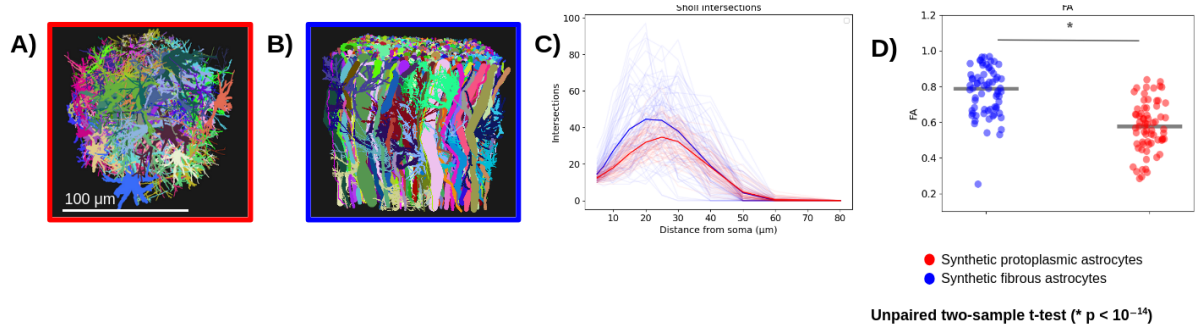 A)
100 µm
B)
C)
Sholl Intersections
100
80
60
40
20
0
Intersections
10 20 30 40 50 60 70 80
Distance from soma (µm)
D)
FA
1.2
1.0
0.8
0.6
0.4
0.2
FA
*
Synthetic protoplasmic astrocytes
Synthetic fibrous astrocytes
Unpaired two-sample t-test (* p < 10⁻¹⁴)